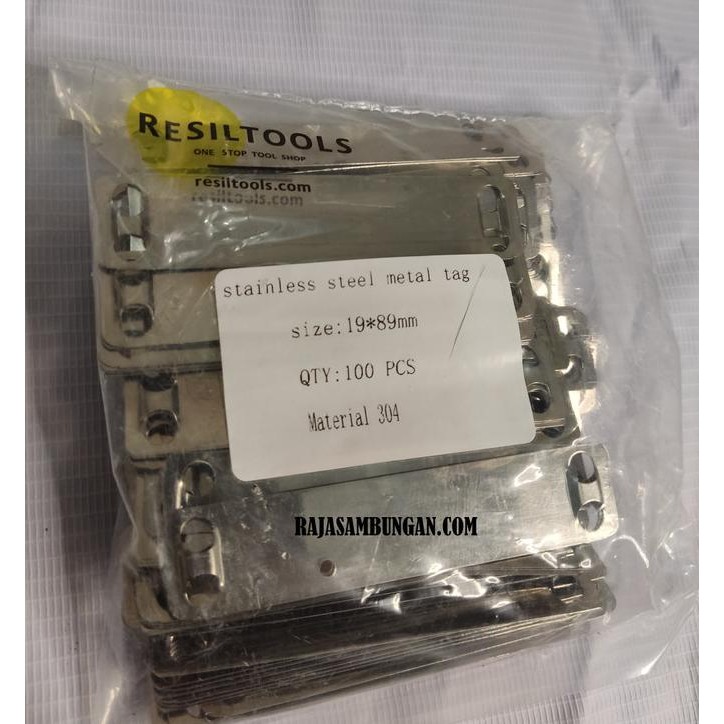 RESILTOOLS
ONE STOP TOOL SHOP
resiltools.com
resiltools.com
stainless steel metal tag
size:19*89mm
QTY:100 PCS
Material 304
RAJASAMBUNGAN.COM